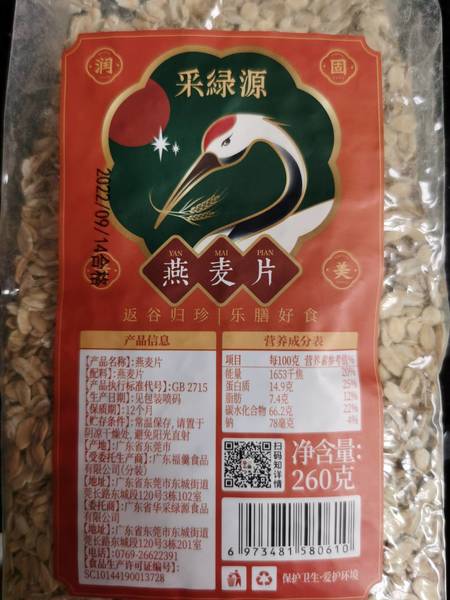 润
固
采緑源
2022/09/14合格
美
YAN MAI PIAN
燕麦片
返谷归珍|乐膳好食
产品信息
【产品名称】:燕麦片
【配料】:燕麦片
【产品执行标准代号】:GB 2715
【生产日期】:见包装喷码
【保质期】:12个月
【贮存条件】:常温保存,请置于
阴凉干燥处,避免阳光直射
【产地】:广东省东莞市
【受委托生产商】:广东福羹食品
有限公司(分装)
【地址】:广东省东莞市东城街道
莞长路东城段120号3栋102室
【委托商】:广东省华采绿源食品
有限公司
【地址】:广东省东莞市东城街道
莞长路东城段120号3栋201室
【电话】:0769-2662239
【食品生产许可证编号】:
SC10144190013728
营养成分表
项目 每100克 营养素参考值%
能量 1653千焦 20%
蛋白质 14.9克 25%
脂肪 7.4克 12%
碳水化合物 66.2克 22%
钠 78毫克 4%
扫码知详情
净含量:
260克
6 973481 580610
保护卫生·爱护环境